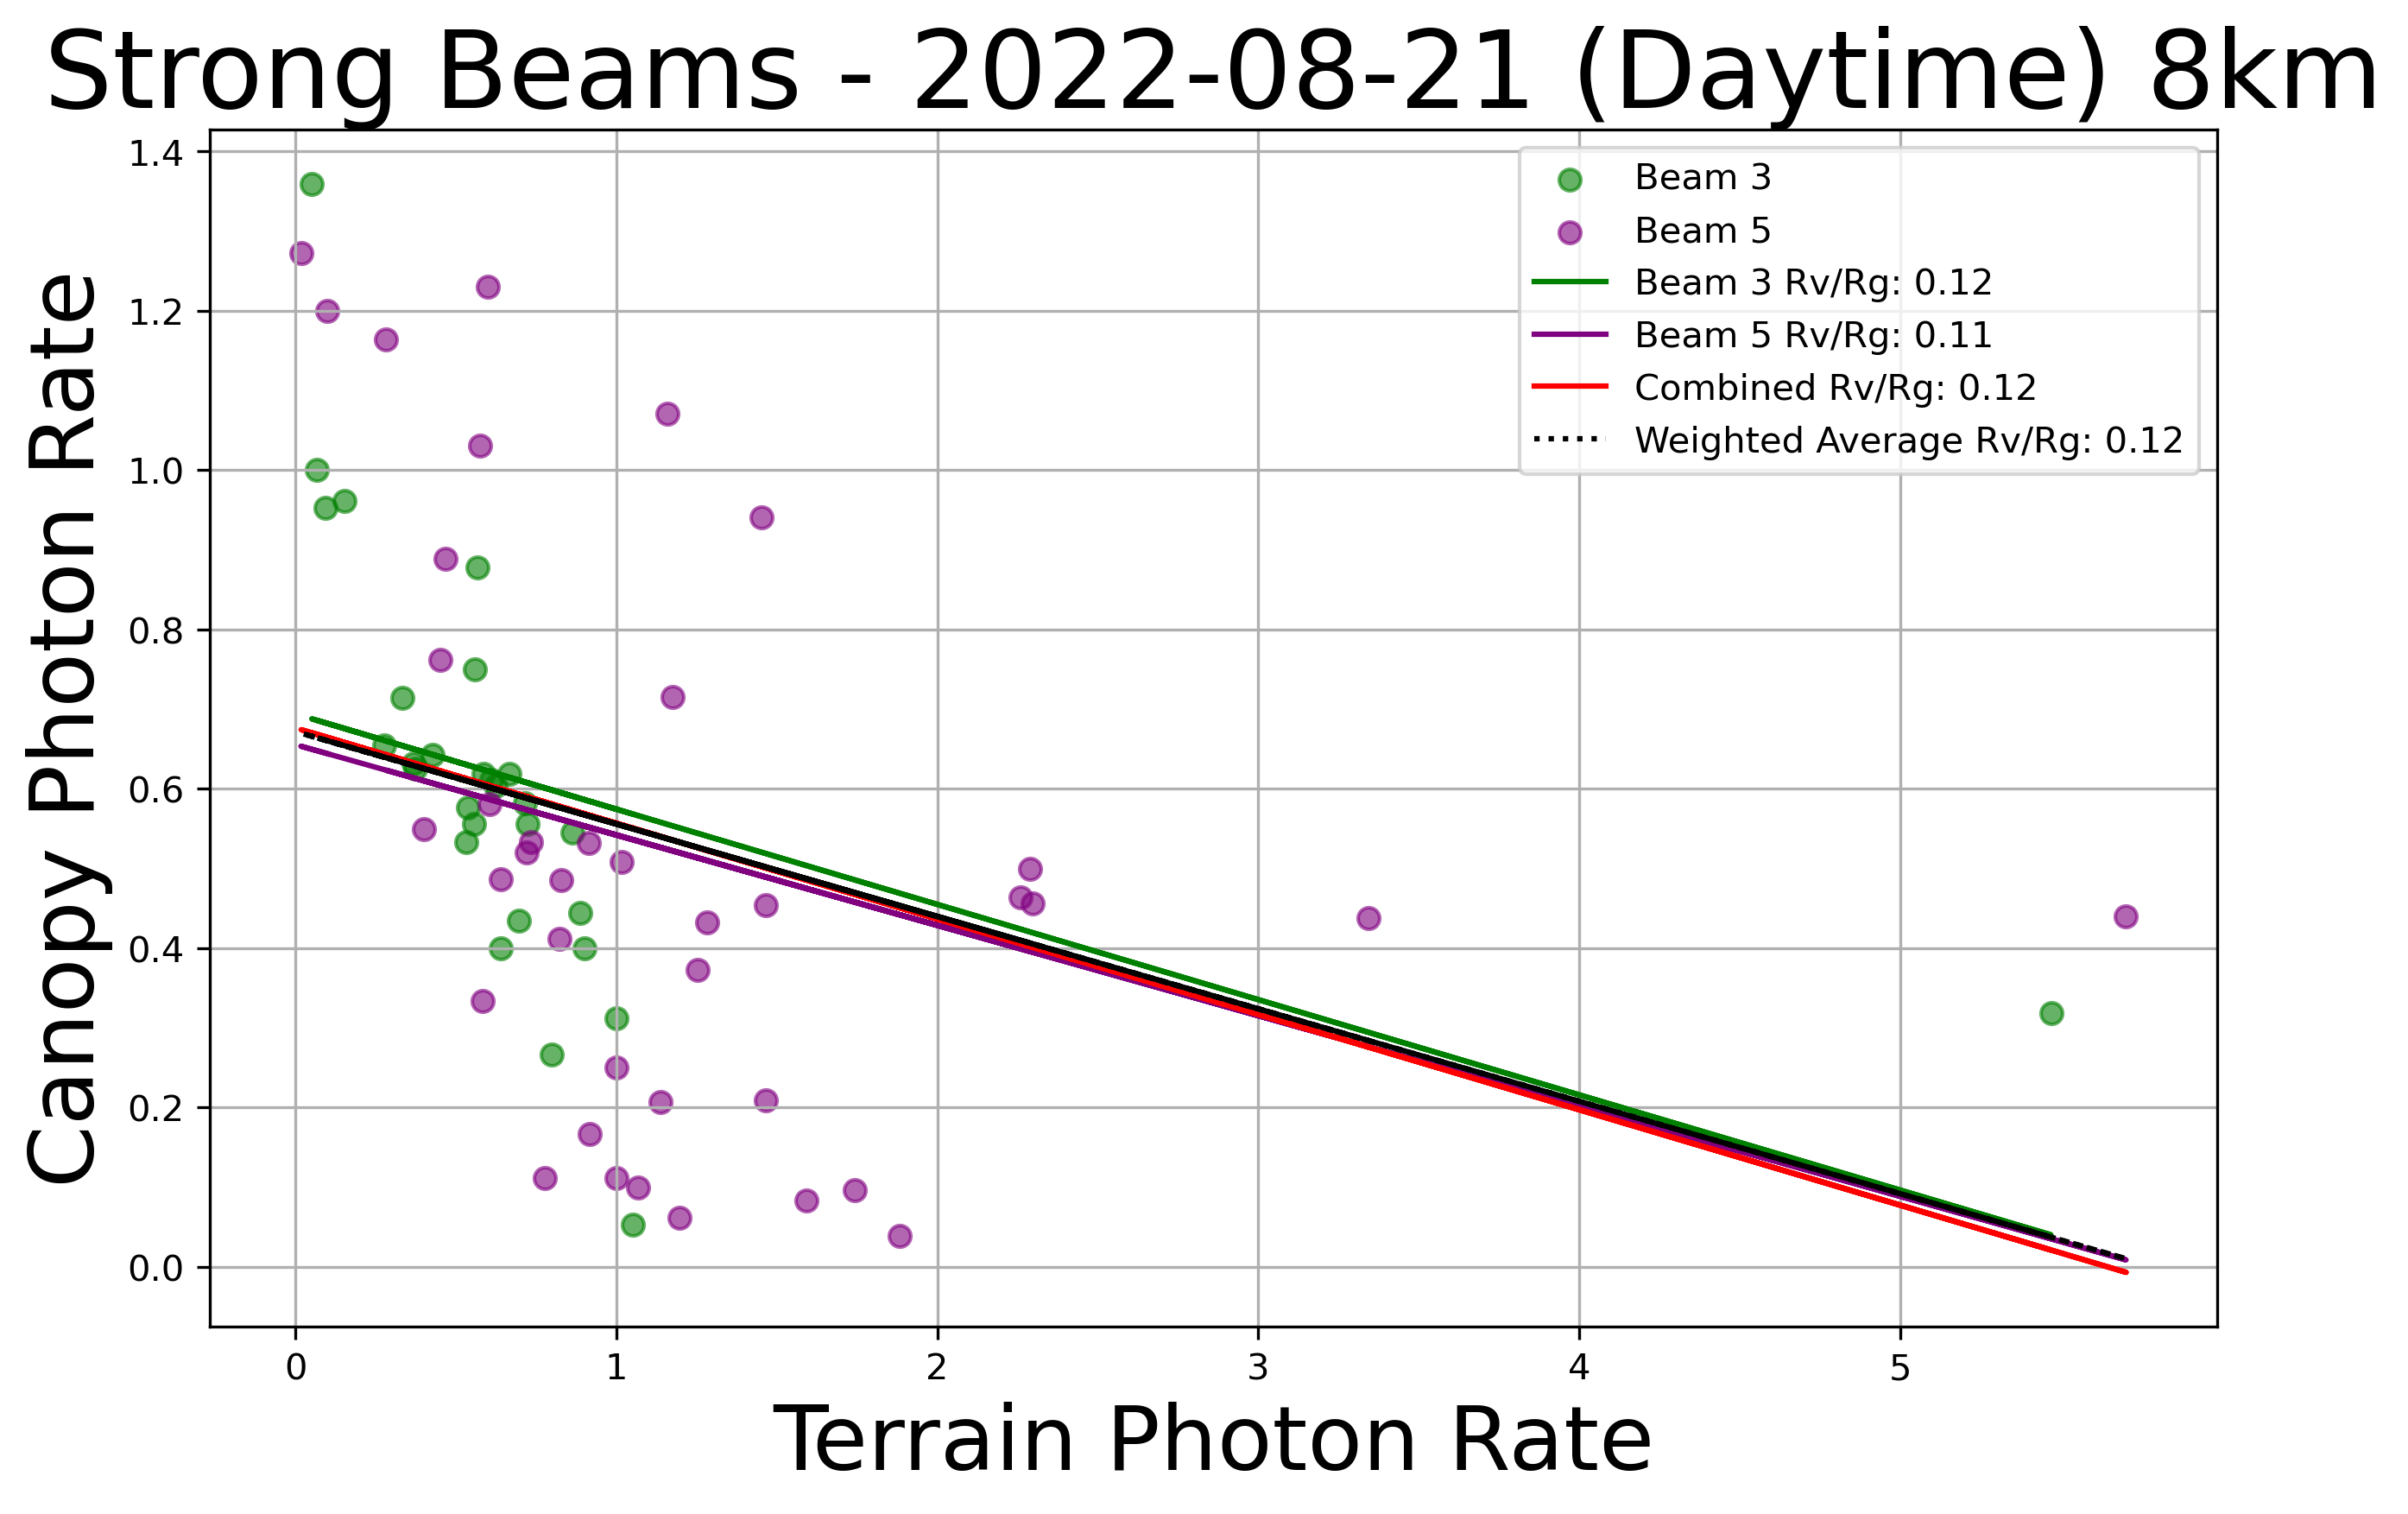 Strong Beams - 2022-08-21 (Daytime) 8km
Canopy Photon Rate
1.4
1.2
1.0
0.8
0.6
0.4
0.2
0.0
Beam 3
Beam 5
Beam 3 Rv/Rg: 0.12
Beam 5 Rv/Rg: 0.11
Combined Rv/Rg: 0.12
Weighted Average Rv/Rg: 0.12
0 1 2 3 4 5
Terrain Photon Rate